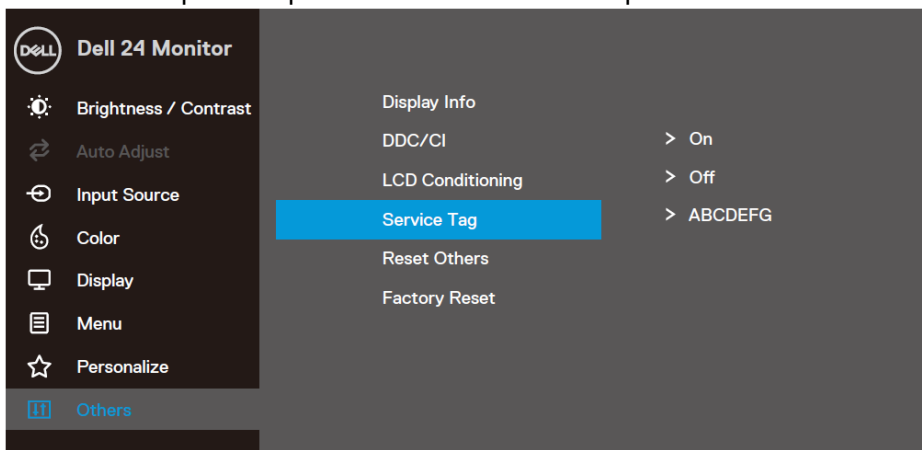 DELL Dell 24 Monitor
Brightness / Contrast
Auto Adjust
Input Source
Color
Display
Menu
Personalize
Others
Display Info
DDC/CI > On
LCD Conditioning > Off
Service Tag > ABCDEFG
Reset Others
Factory Reset